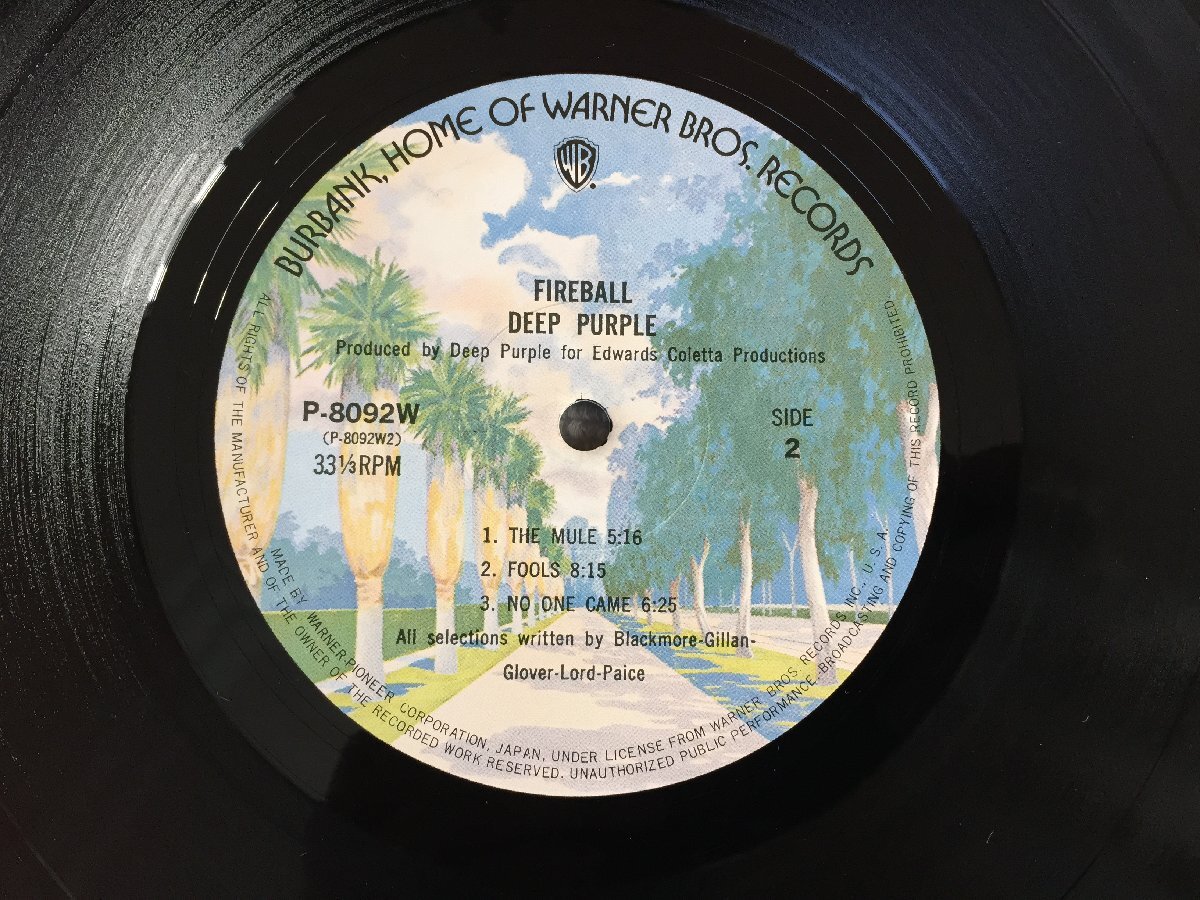 BURBANK, HOME OF WARNER BROS. RECORDS
WB
FIREBALL
DEEP PURPLE
Produced by Deep Purple for Edwards Coletta Productions
P-8092W
(P-8092W2)
33⅓RPM
SIDE
2
1. THE MULE 5:16
2. FOOLS 8:15
3. NO ONE CAME 6:25
All selections written by Blackmore-Gillan-
Glover-Lord-Paice
MADE BY WARNER-PIONEER CORPORATION, JAPAN, UNDER LICENSE FROM WARNER BROS. RECORDS INC., U.S.A.
ALL RIGHTS OF THE MANUFACTURER AND OF THE OWNER OF THE RECORDED WORK RESERVED. UNAUTHORIZED PUBLIC PERFORMANCE, BROADCASTING AND COPYING OF THIS RECORD PROHIBITED